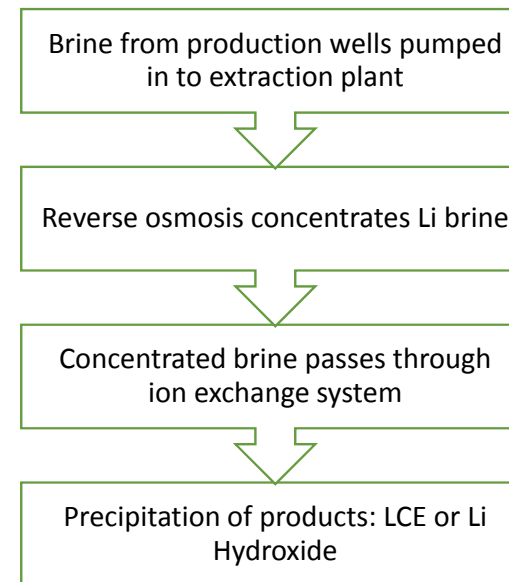 Brine from production wells pumped
in to extraction plant
Reverse osmosis concentrates Li brine
Concentrated brine passes through
ion exchange system
Precipitation of products: LCE or Li
Hydroxide